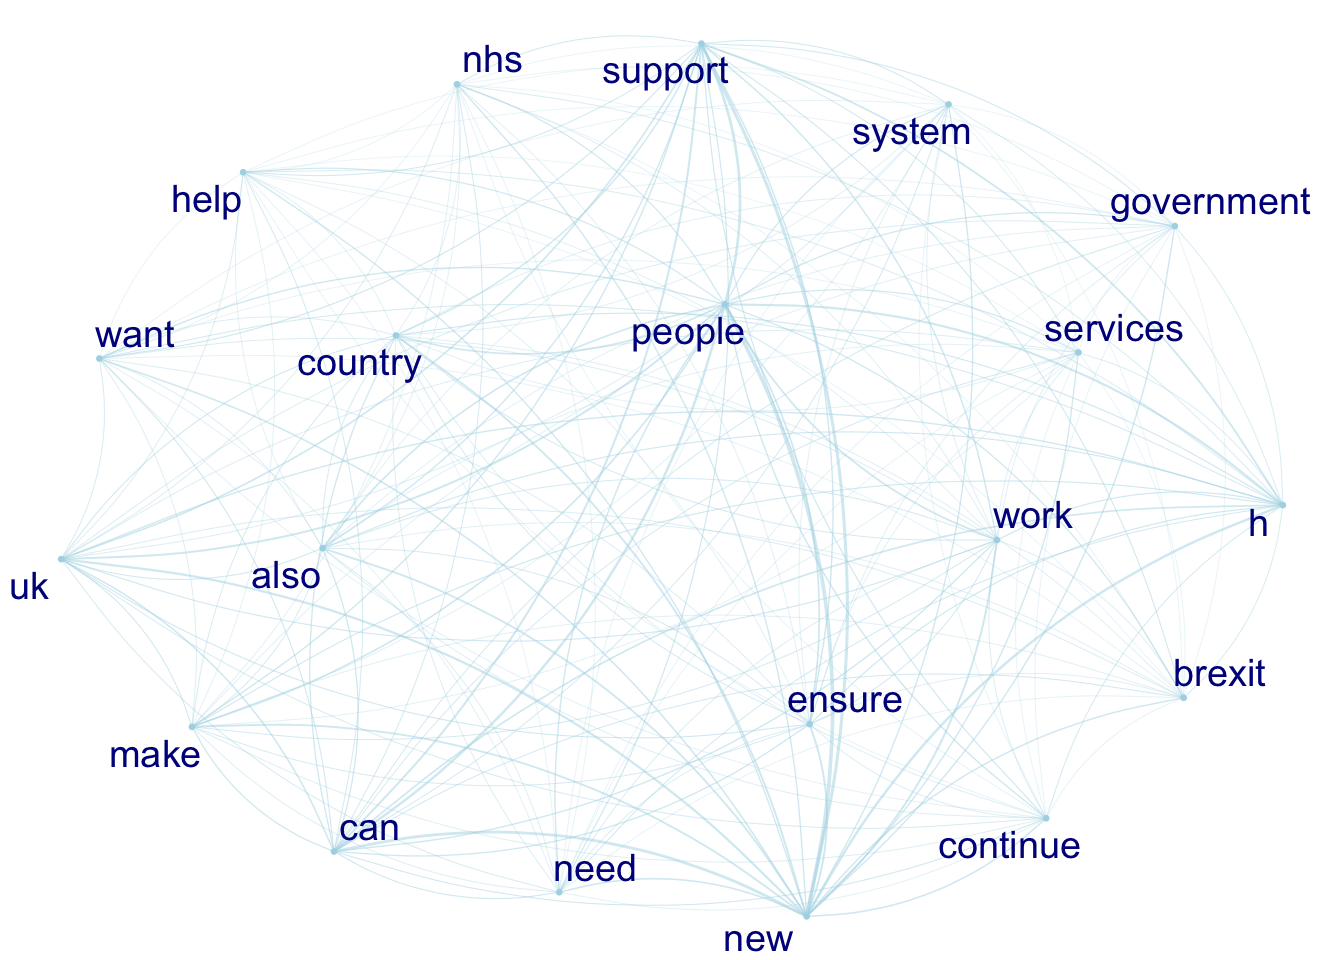 nhs
support
system
help
government
want
country
people
services
work
h
uk
also
brexit
ensure
make
can
need
continue
new